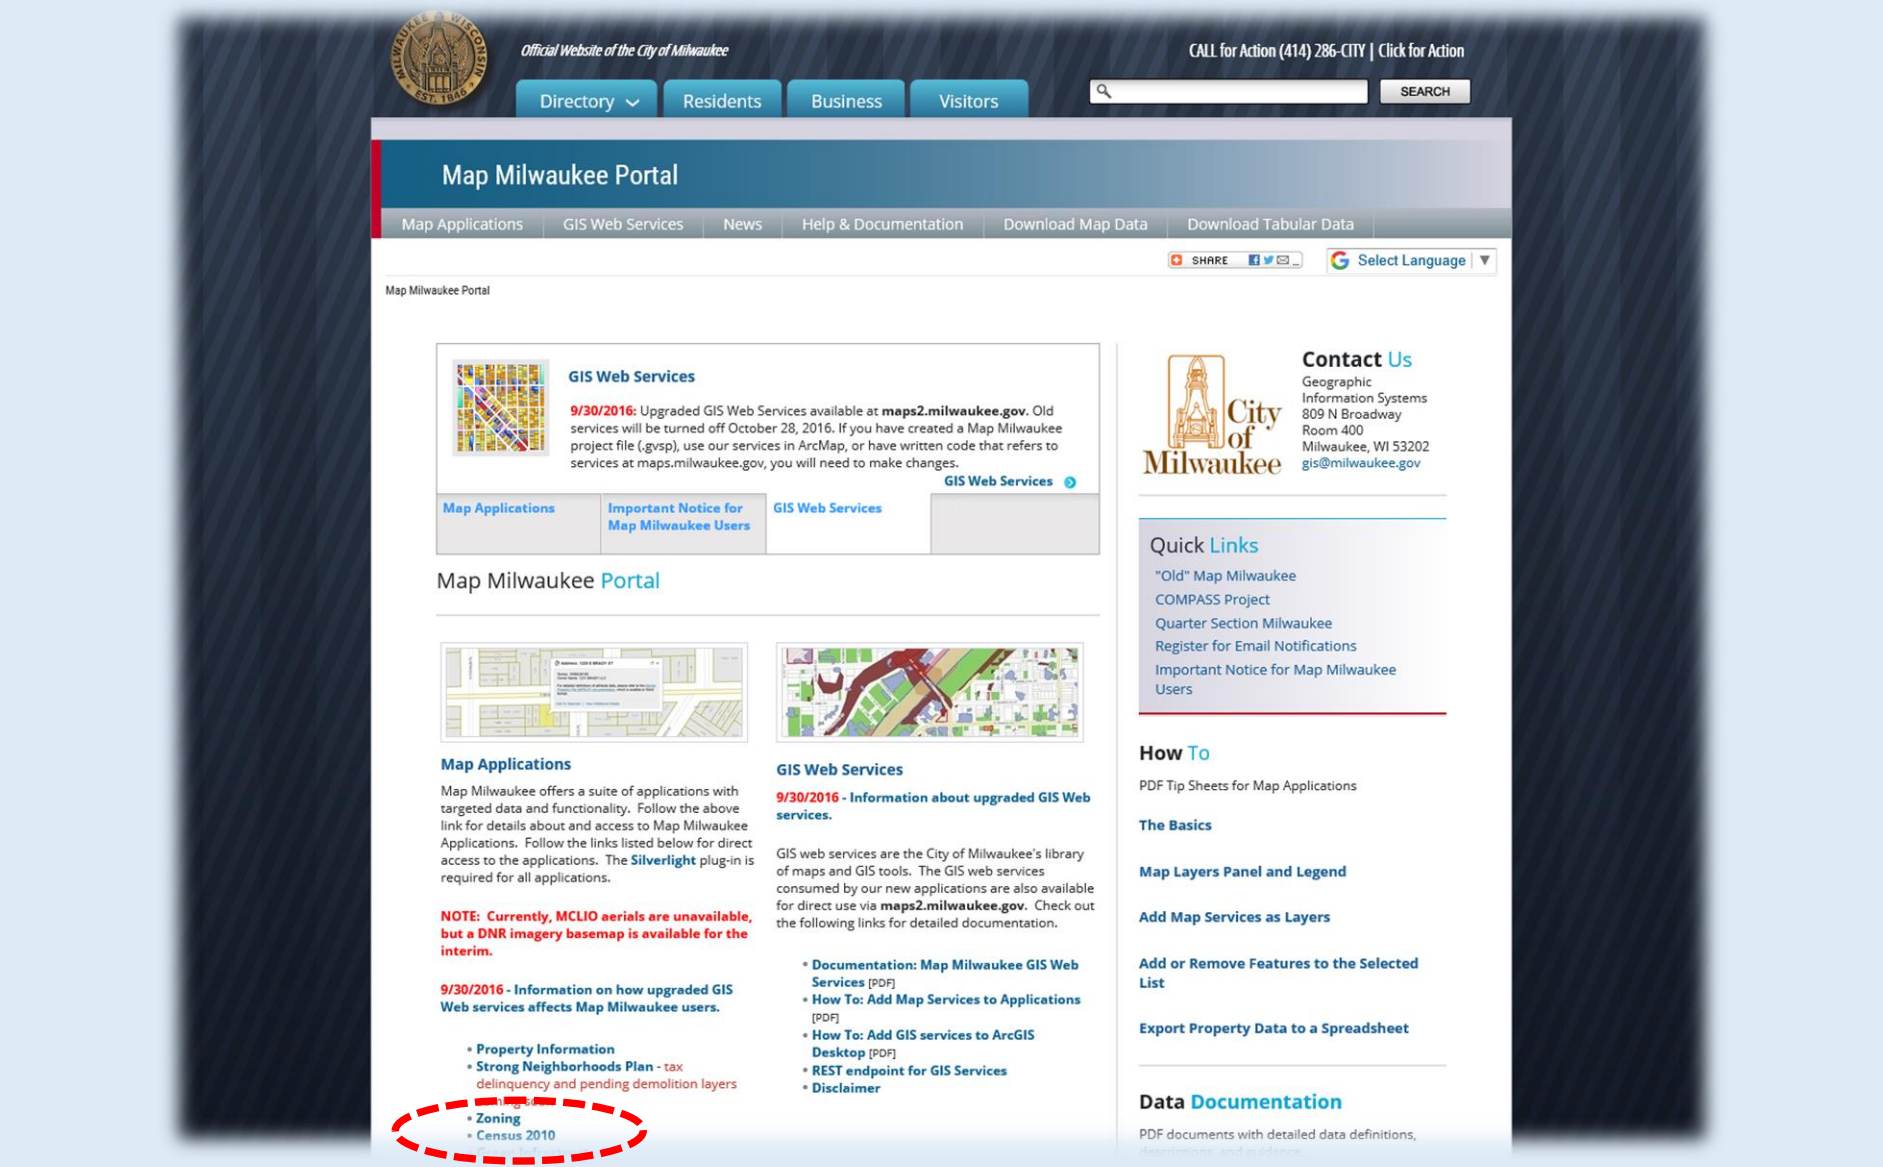 MILWAUKEE WISCONSIN
EST. 1846
Official Website of the City of Milwaukee
CALL for Action (414) 286-CITY | Click for Action
Directory
Residents
Business
Visitors
SEARCH
Map Milwaukee Portal
Map Applications
GIS Web Services
News
Help & Documentation
Download Map Data
Download Tabular Data
SHARE
Select Language
Map Milwaukee Portal
GIS Web Services
9/30/2016: Upgraded GIS Web Services available at maps2.milwaukee.gov. Old
services will be turned off October 28, 2016. If you have created a Map Milwaukee
project file (.gvsp), use our services in ArcMap, or have written code that refers to
services at maps.milwaukee.gov, you will need to make changes.
GIS Web Services
Map Applications
Important Notice for
Map Milwaukee Users
GIS Web Services
Map Milwaukee Portal
Map Applications
Map Milwaukee offers a suite of applications with
targeted data and functionality. Follow the above
link for details about and access to Map Milwaukee
Applications. Follow the links listed below for direct
access to the applications. The Silverlight plug-in is
required for all applications.
NOTE: Currently, MCLIO aerials are unavailable,
but a DNR imagery basemap is available for the
interim.
9/30/2016 - Information on how upgraded GIS
Web services affects Map Milwaukee users.
• Property Information
• Strong Neighborhoods Plan - tax
delinquency and pending demolition layers
• Zoning
• Census 2010
GIS Web Services
9/30/2016 - Information about upgraded GIS Web
services.
GIS web services are the City of Milwaukee's library
of maps and GIS tools. The GIS web services
consumed by our new applications are also available
for direct use via maps2.milwaukee.gov. Check out
the following links for detailed documentation.
• Documentation: Map Milwaukee GIS Web
Services [PDF]
• How To: Add Map Services to Applications
[PDF]
• How To: Add GIS services to ArcGIS
Desktop [PDF]
• REST endpoint for GIS Services
• Disclaimer
City
of
Milwaukee
Contact Us
Geographic
Information Systems
809 N Broadway
Room 400
Milwaukee, WI 53202
gis@milwaukee.gov
Quick Links
"Old" Map Milwaukee
COMPASS Project
Quarter Section Milwaukee
Register for Email Notifications
Important Notice for Map Milwaukee
Users
How To
PDF Tip Sheets for Map Applications
The Basics
Map Layers Panel and Legend
Add Map Services as Layers
Add or Remove Features to the Selected
List
Export Property Data to a Spreadsheet
Data Documentation
PDF documents with detailed data definitions,
descriptions, and guidance.